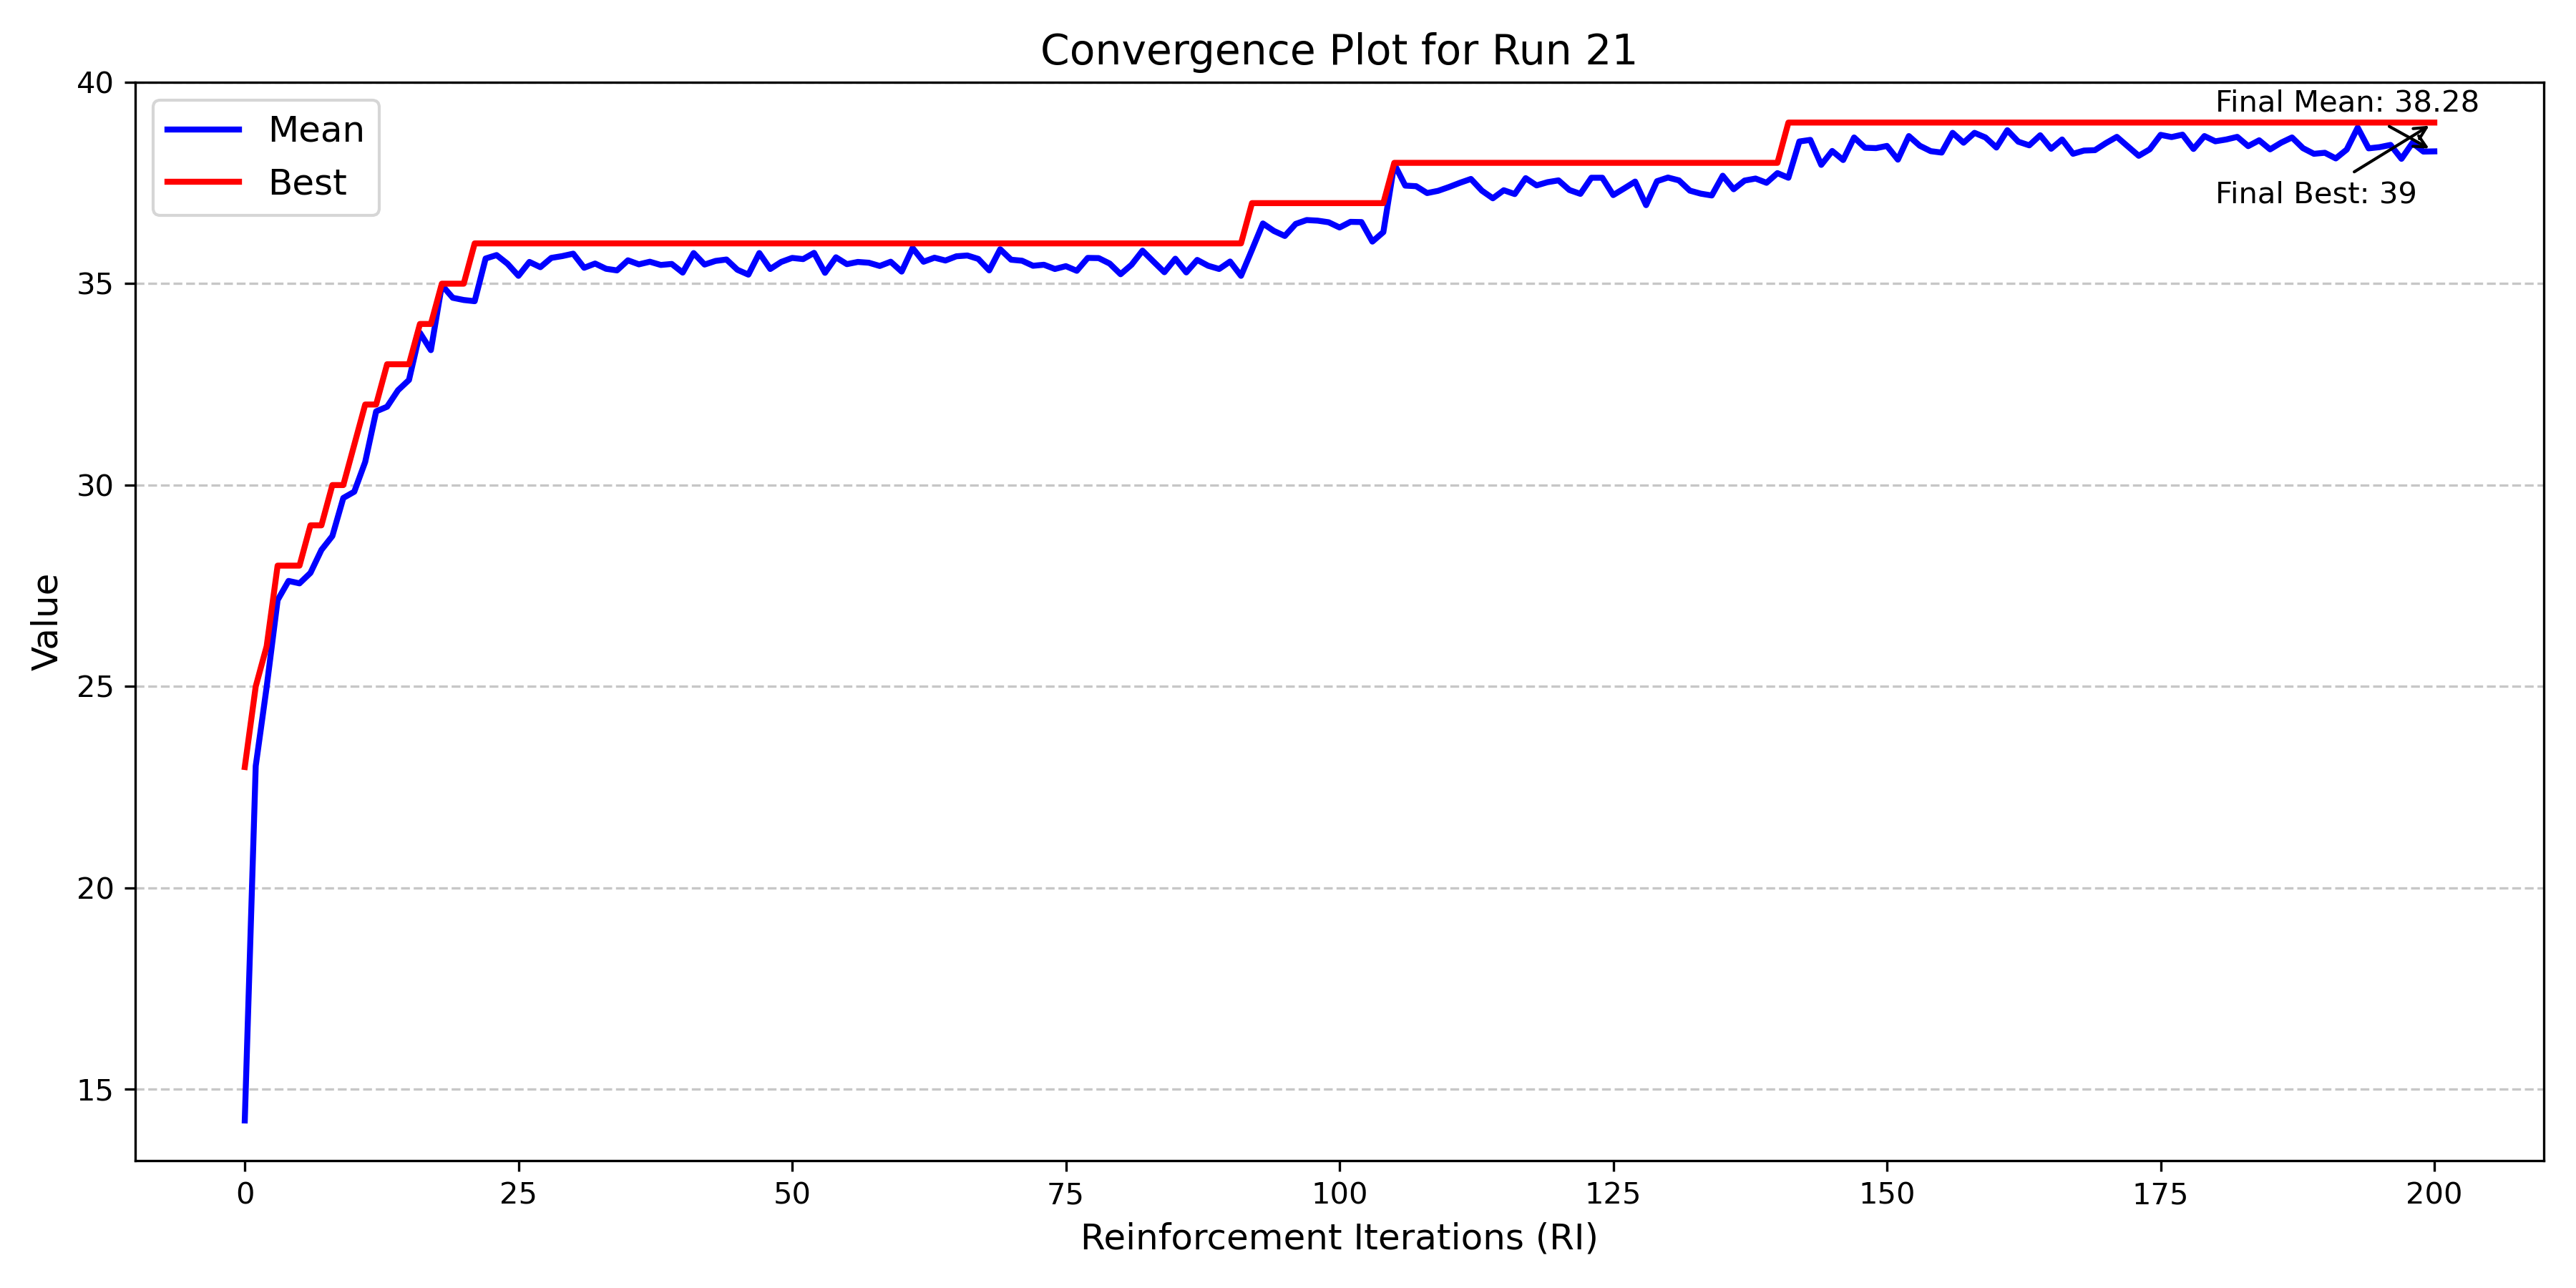 Convergence Plot for Run 21
Mean
Best
Final Mean: 38.28
Final Best: 39
Value
40
35
30
25
20
15
0 25 50 75 100 125 150 175 200
Reinforcement Iterations (RI)